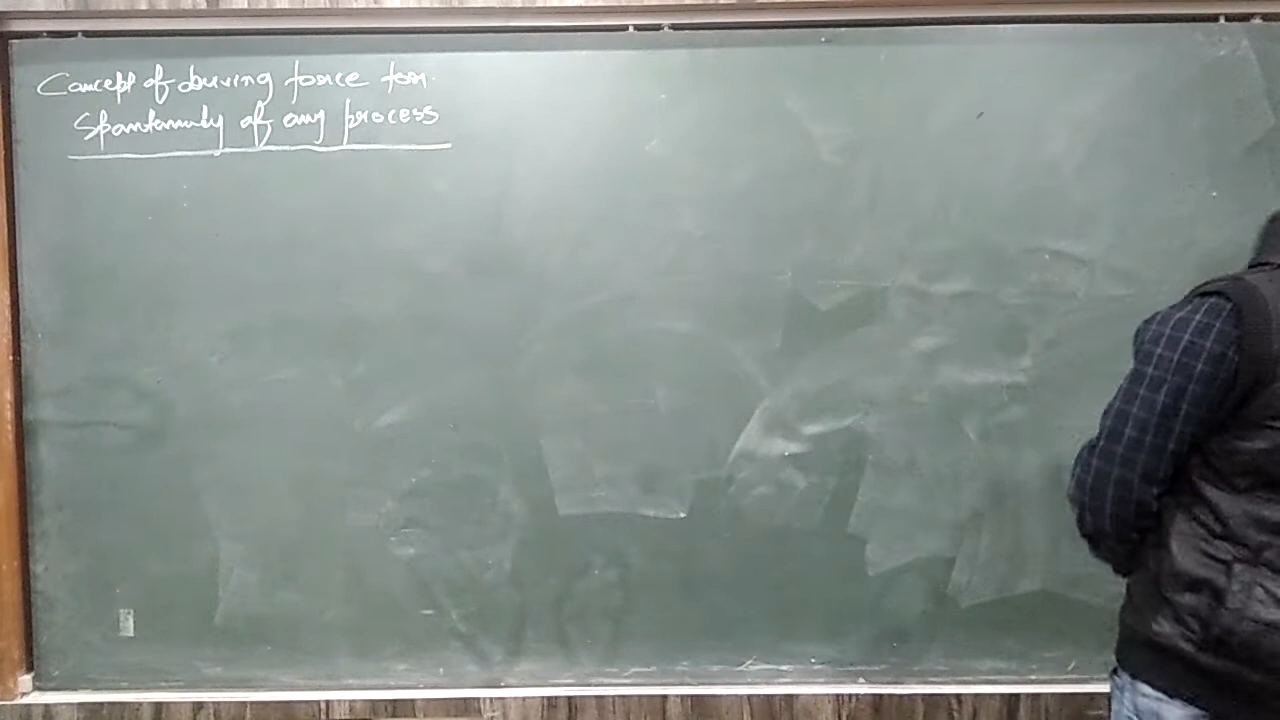 Concept of driving force for
Spontaneity of any process